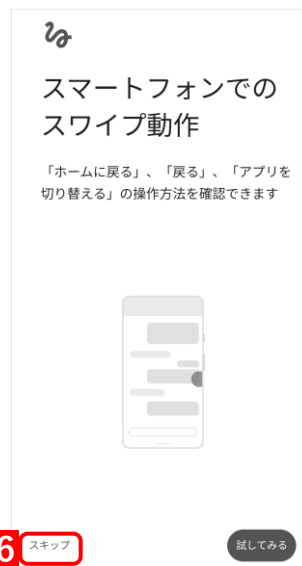 スマートフォンでの
スワイプ動作
「ホームに戻る」、「戻る」、「アプリを
切り替える」の操作方法を確認できます
6 スキップ
試してみる